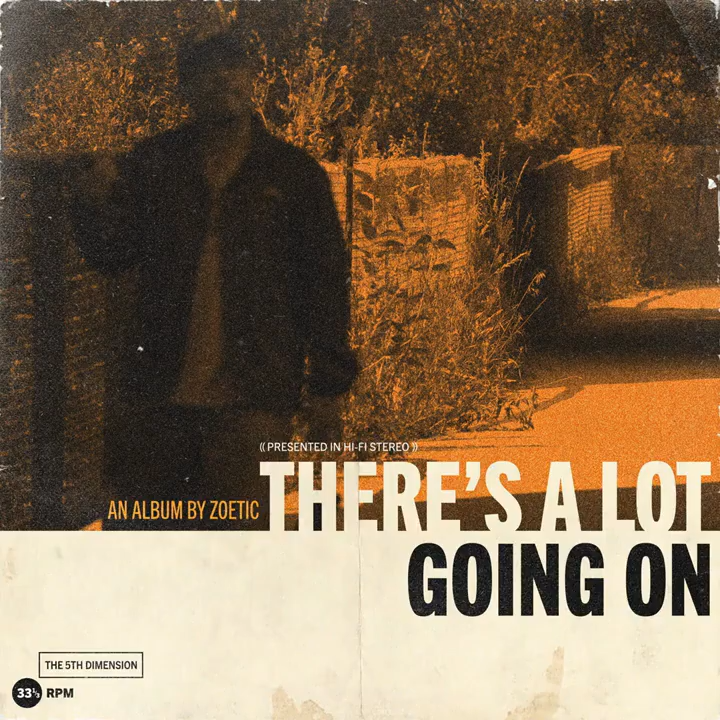 (( PRESENTED IN HI-FI STEREO ))
AN ALBUM BY ZOETIC
THERE'S A LOT
GOING ON
THE 5TH DIMENSION
33⅓ RPM